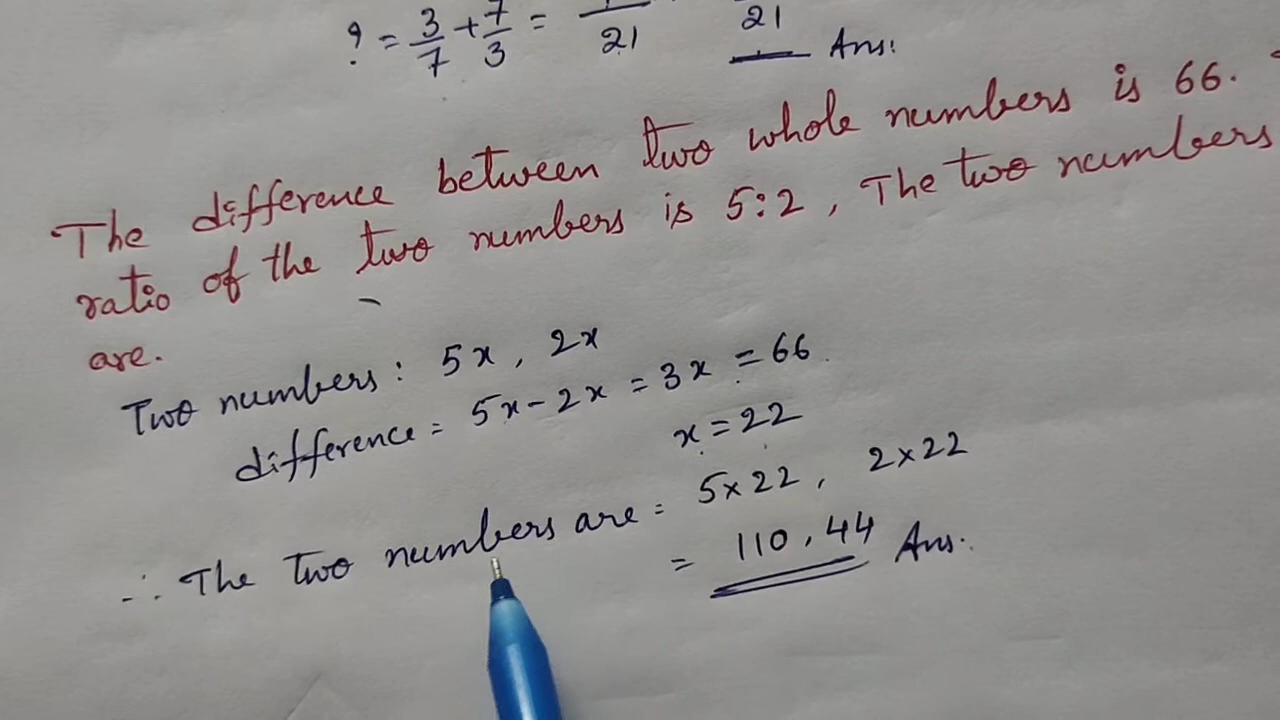 ? = 3/7 + 7/3 = 21 21 Ans:
The difference between two whole numbers is 66.
ratio of the two numbers is 5:2, The two numbers
are.
Two numbers: 5x, 2x
difference = 5x - 2x = 3x = 66
x = 22
∴ The two numbers are = 5×22, 2×22
= 110, 44 Ans.